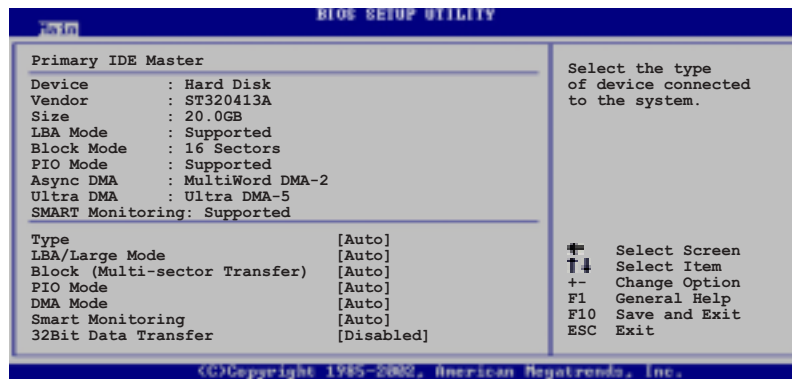 BIOS SETUP UTILITY
Main
Primary IDE Master
Device : Hard Disk
Vendor : ST320413A
Size : 20.0GB
LBA Mode : Supported
Block Mode : 16 Sectors
PIO Mode : Supported
Async DMA : MultiWord DMA-2
Ultra DMA : Ultra DMA-5
SMART Monitoring: Supported
Type [Auto]
LBA/Large Mode [Auto]
Block (Multi-sector Transfer) [Auto]
PIO Mode [Auto]
DMA Mode [Auto]
Smart Monitoring [Auto]
32Bit Data Transfer [Disabled]
Select the type
of device connected
to the system.
← Select Screen
↑↓ Select Item
+- Change Option
F1 General Help
F10 Save and Exit
ESC Exit
(C)Copyright 1985-2002, American Megatrends, Inc.